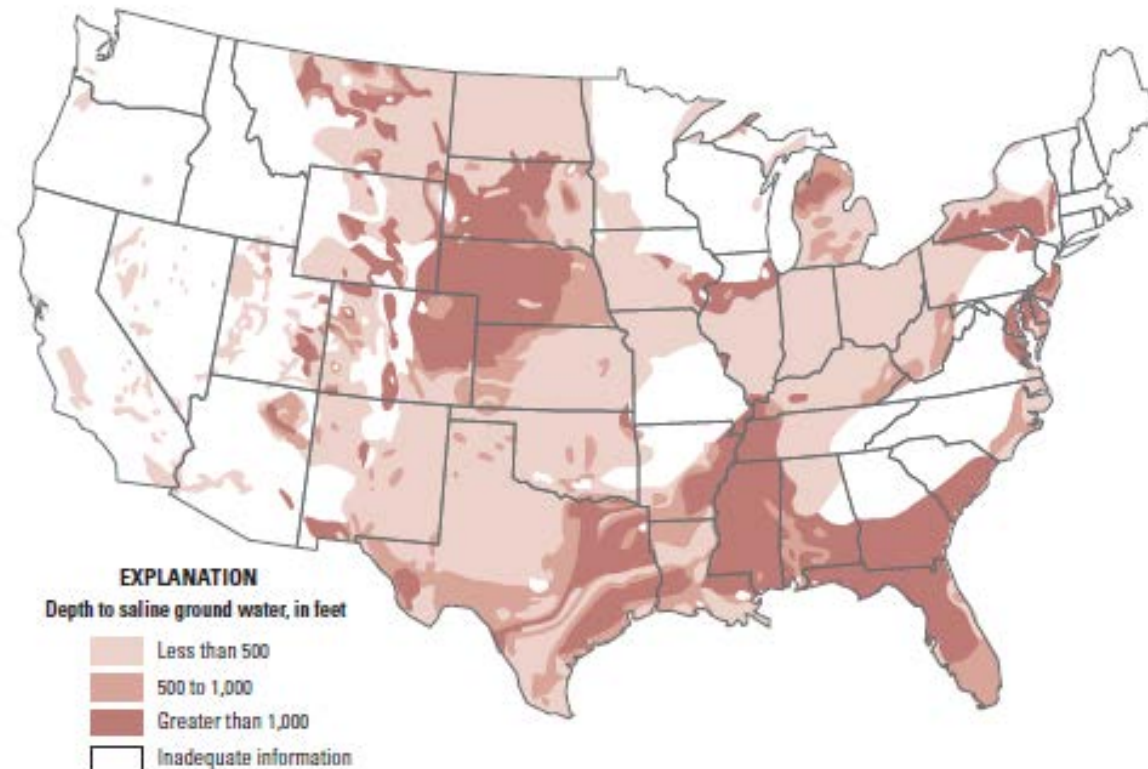 EXPLANATION
Depth to saline ground water, in feet
Less than 500
500 to 1,000
Greater than 1,000
Inadequate information